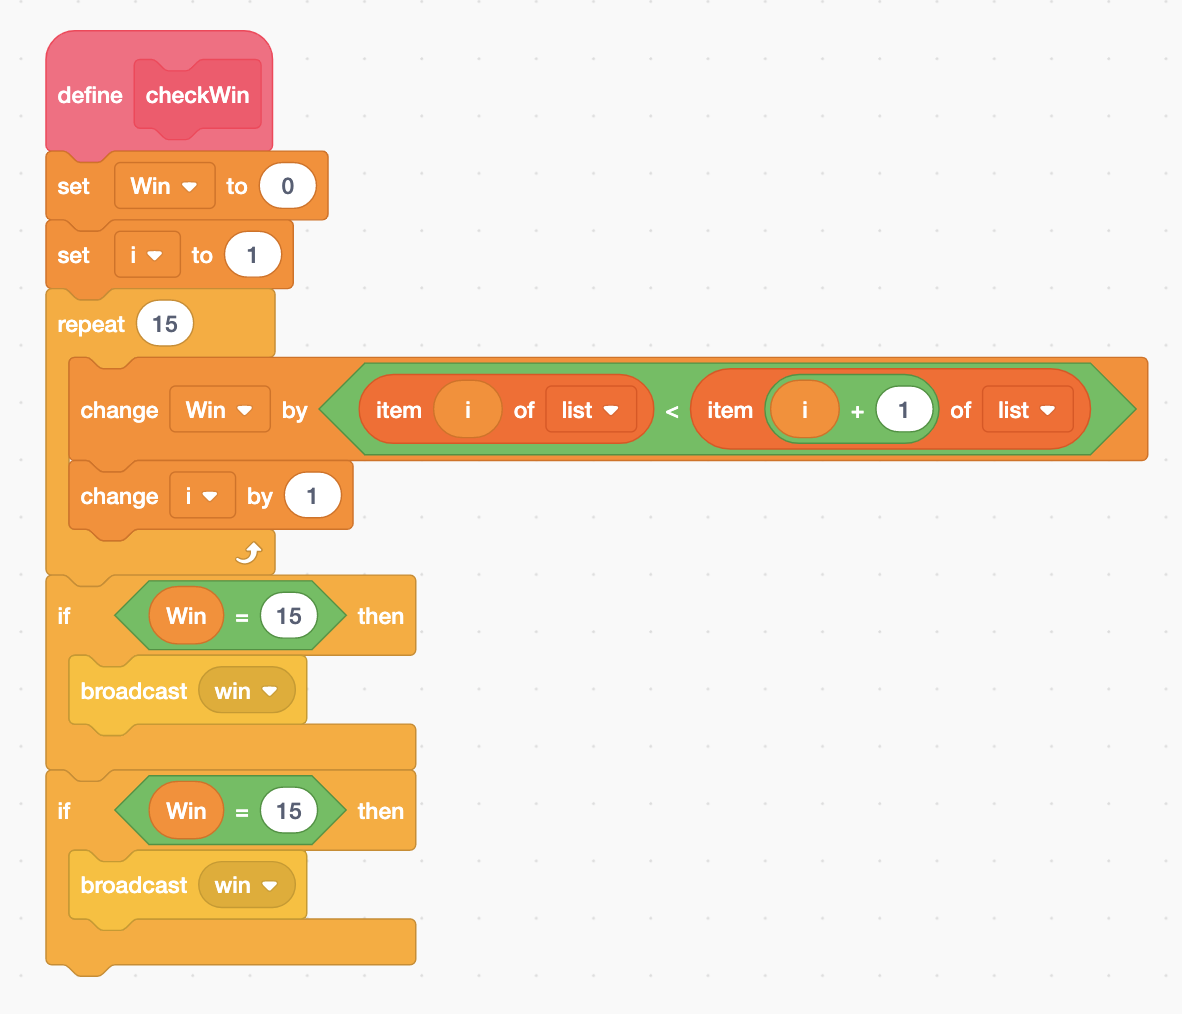 define checkWin
set Win to 0
set i to 1
repeat 15
change Win by item i of list < item i + 1 of list
change i by 1
if Win = 15 then
broadcast win
if Win = 15 then
broadcast win